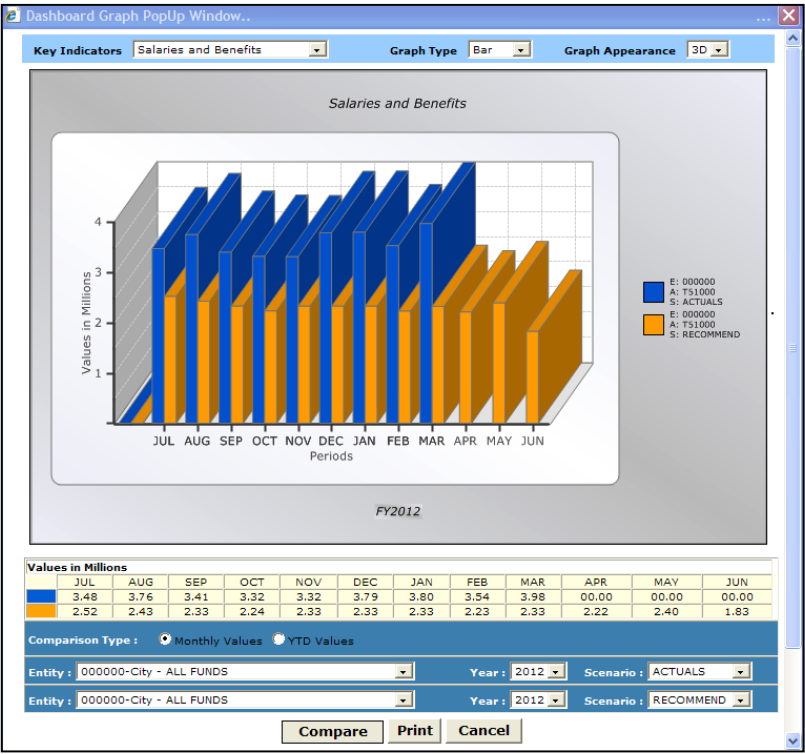 Dashboard Graph PopUp Window.. ...
Key Indicators Salaries and Benefits Graph Type Bar Graph Appearance 3D
Salaries and Benefits
4
3
2
1
Values in Millions
JUL AUG SEP OCT NOV DEC JAN FEB MAR APR MAY JUN
Periods
E: 000000
A: T51000
S: ACTUALS
E: 000000
A: T51000
S: RECOMMEND
FY2012
Values in Millions
JUL AUG SEP OCT NOV DEC JAN FEB MAR APR MAY JUN
3.48 3.76 3.41 3.32 3.32 3.79 3.80 3.54 3.98 00.00 00.00 00.00
2.52 2.43 2.33 2.24 2.33 2.33 2.33 2.23 2.33 2.22 2.40 1.83
Comparison Type : Monthly Values YTD Values
Entity : 000000-City - ALL FUNDS Year : 2012 Scenario : ACTUALS
Entity : 000000-City - ALL FUNDS Year : 2012 Scenario : RECOMMEND
Compare Print Cancel